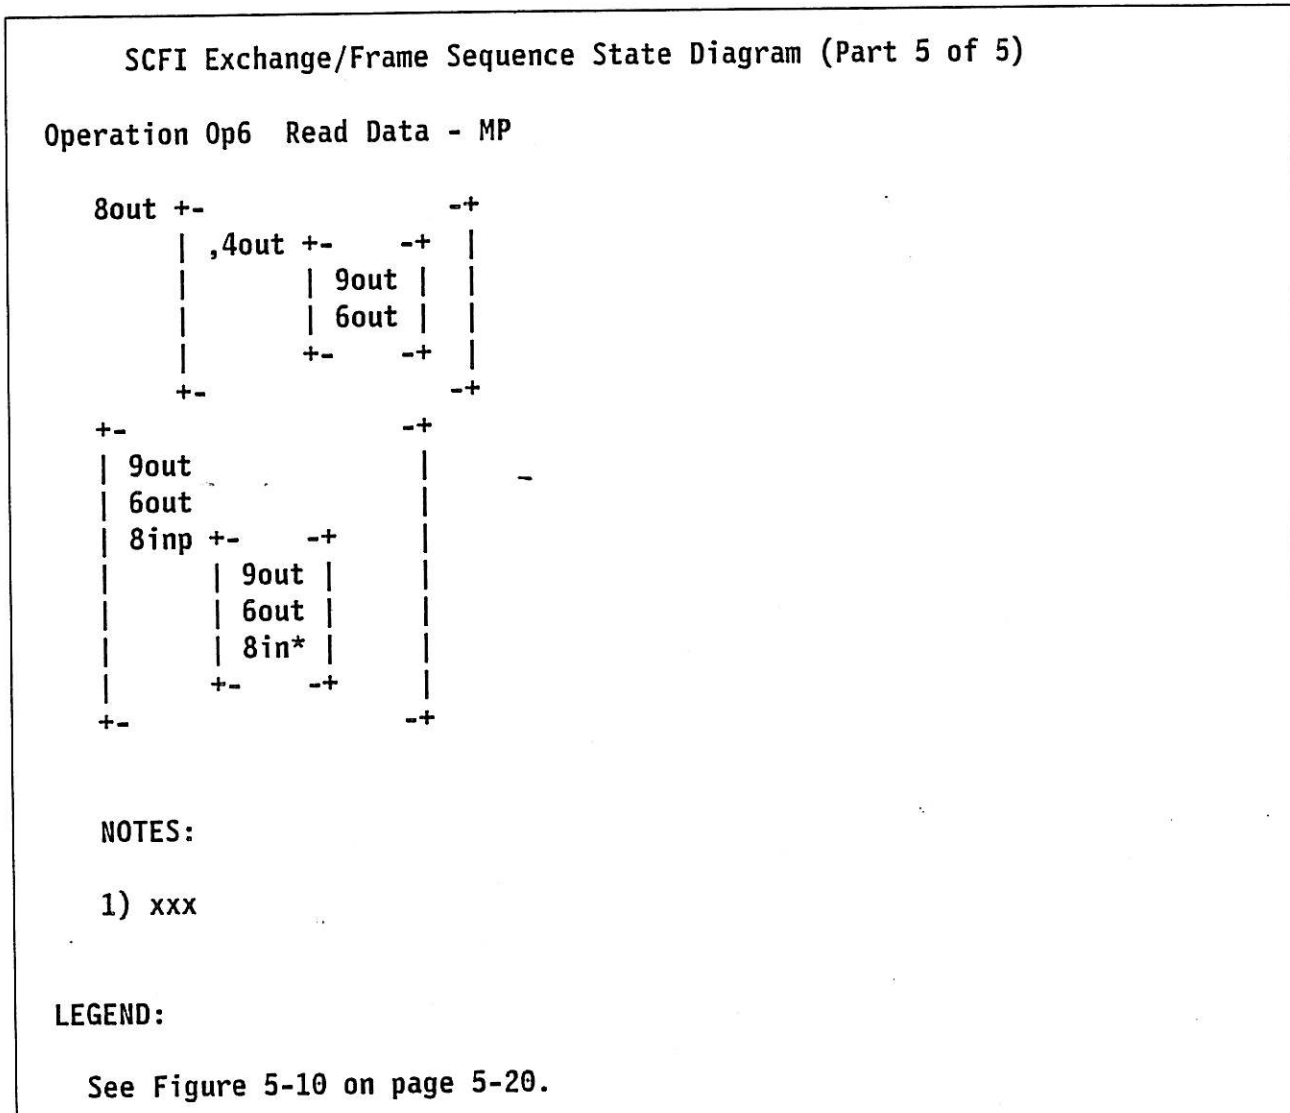 SCFI Exchange/Frame Sequence State Diagram (Part 5 of 5)
Operation Op6  Read Data - MP
8out +-                               -+
     |  ,4out +-     -+  |
     |        | 9out |  |
     |        | 6out |  |
     |        +-     -+  |
     +-                               -+
+-                               -+
| 9out                            |
| 6out                            |
| 8inp +-     -+                  |
|      | 9out |                   |
|      | 6out |                   |
|      | 8in* |                   |
|      +-     -+                  |
+-                               -+
NOTES:
1) xxx
LEGEND:
See Figure 5-10 on page 5-20.